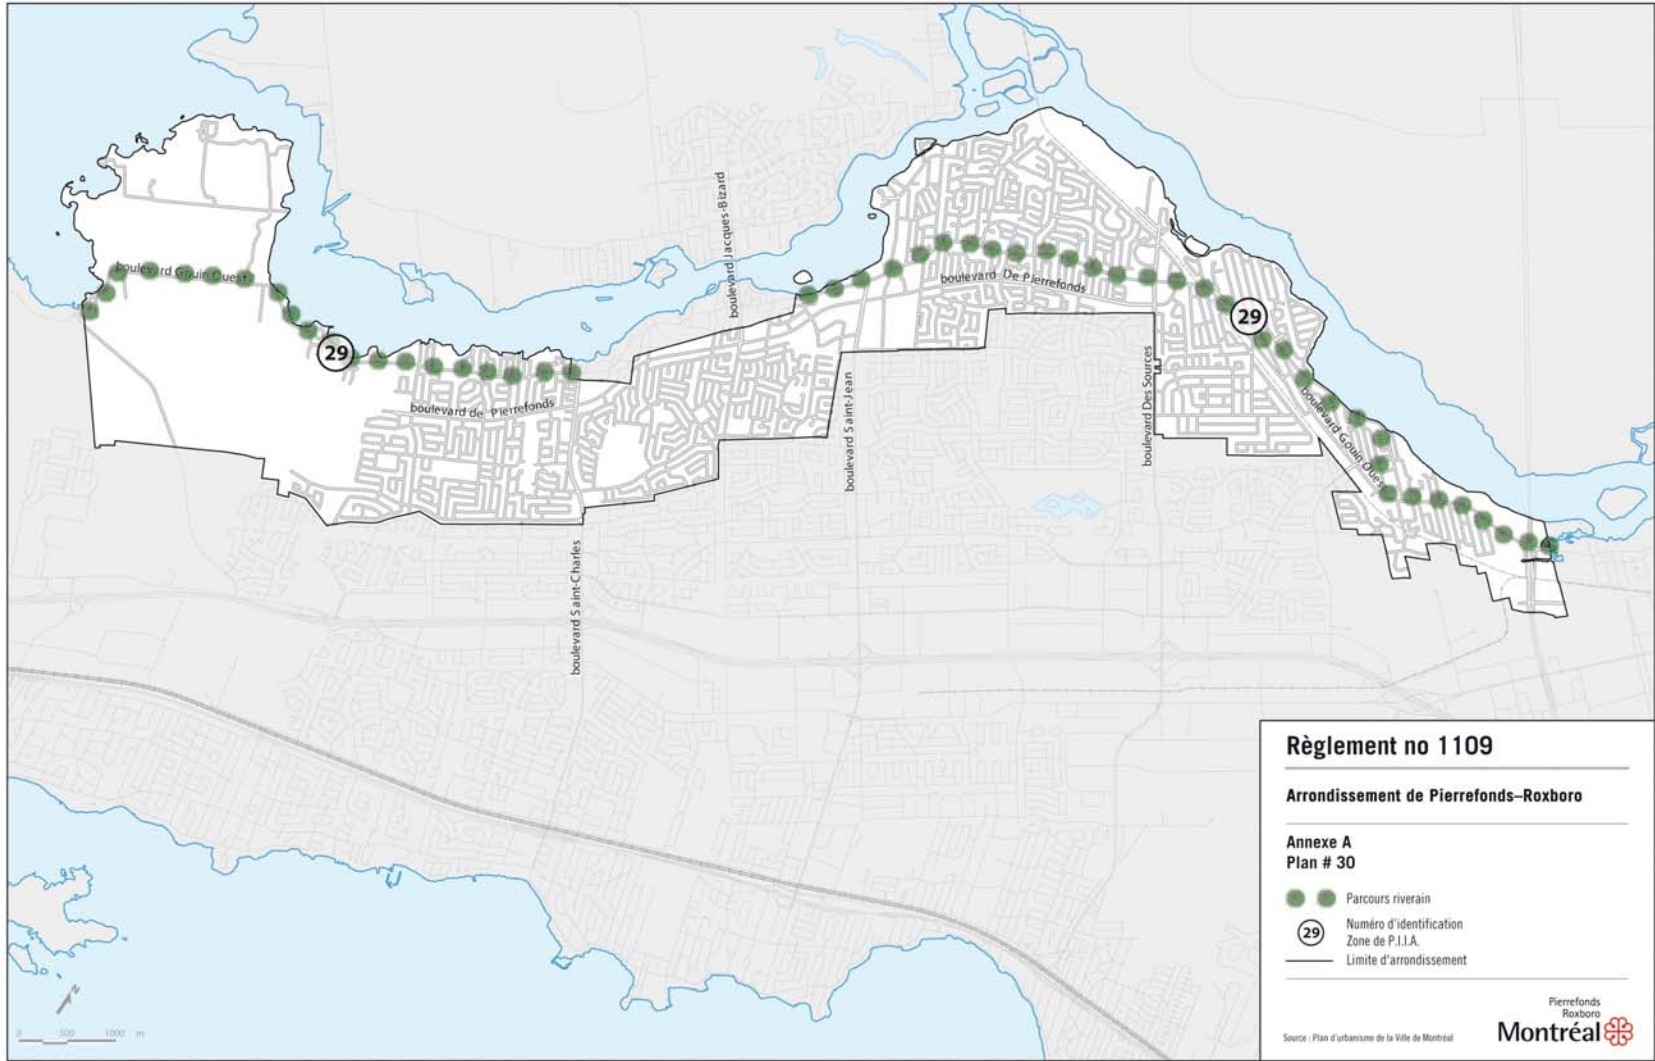 boulevard Jacques-Bizard
boulevard Gouin Ouest
boulevard De Pierrefonds
29
29
boulevard de Pierrefonds
boulevard Saint-Jean
boulevard Des Sources
boulevard Gouin Ouest
boulevard Saint-Charles
Règlement no 1109
Arrondissement de Pierrefonds–Roxboro
Annexe A
Plan # 30
Parcours riverain
29
Numéro d'identification
Zone de P.I.I.A.
Limite d'arrondissement
Pierrefonds
Roxboro
Montréal
Source : Plan d'urbanisme de la Ville de Montréal
N
0 500 1000 m